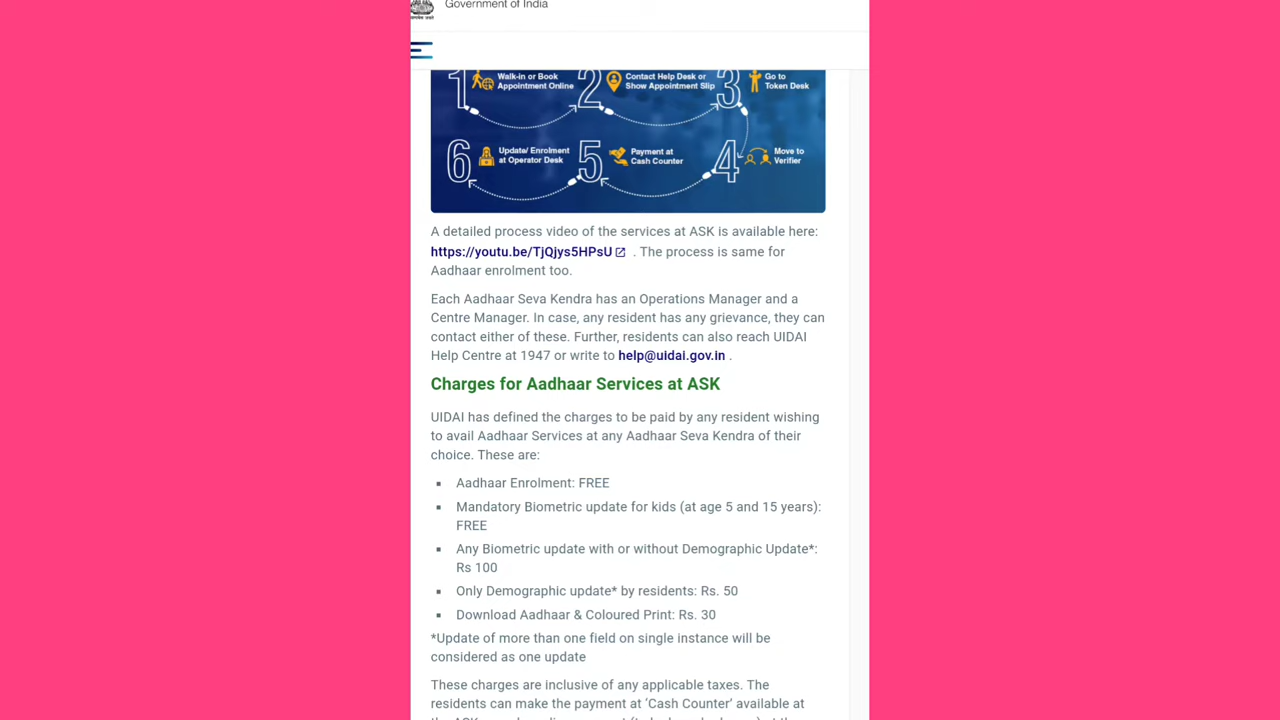 Government of India
1 Walk-in or Book
Appointment Online
2 Contact Help Desk or
Show Appointment Slip
3 Go to
Token Desk
6 Update/ Enrolment
at Operator Desk
5 Payment at
Cash Counter
4 Move to
Verifier
A detailed process video of the services at ASK is available here:
https://youtu.be/TjQjys5HPsU . The process is same for
Aadhaar enrolment too.
Each Aadhaar Seva Kendra has an Operations Manager and a
Centre Manager. In case, any resident has any grievance, they can
contact either of these. Further, residents can also reach UIDAI
Help Centre at 1947 or write to help@uidai.gov.in .
Charges for Aadhaar Services at ASK
UIDAI has defined the charges to be paid by any resident wishing
to avail Aadhaar Services at any Aadhaar Seva Kendra of their
choice. These are:
▪ Aadhaar Enrolment: FREE
▪ Mandatory Biometric update for kids (at age 5 and 15 years):
FREE
▪ Any Biometric update with or without Demographic Update*:
Rs 100
▪ Only Demographic update* by residents: Rs. 50
▪ Download Aadhaar & Coloured Print: Rs. 30
*Update of more than one field on single instance will be
considered as one update
These charges are inclusive of any applicable taxes. The
residents can make the payment at 'Cash Counter' available at